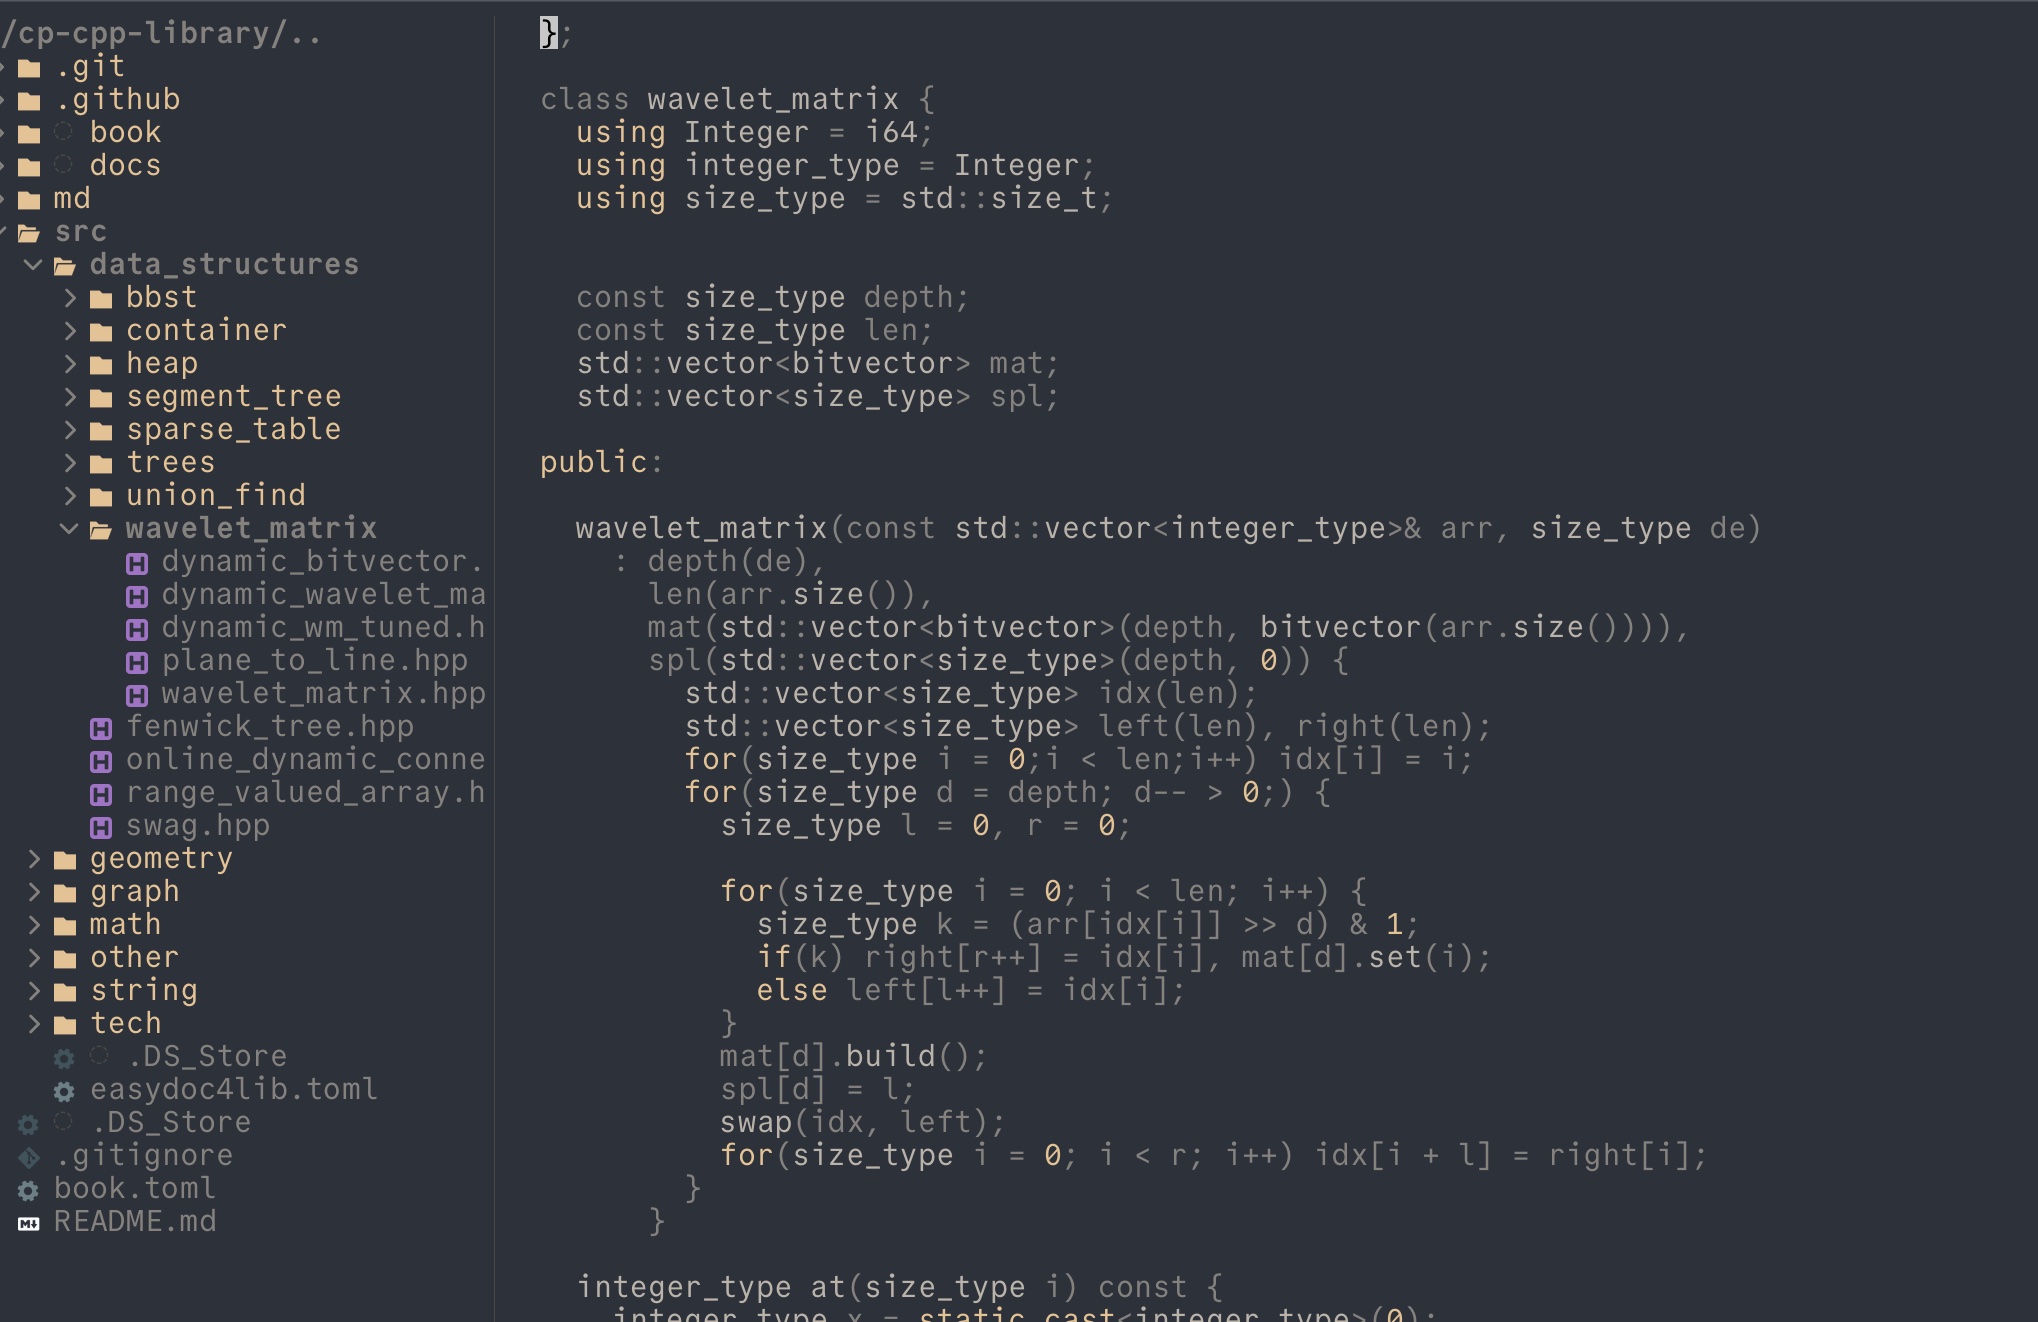 /cp-cpp-library/..
.git
.github
book
docs
md
src
data_structures
bbst
container
heap
segment_tree
sparse_table
trees
union_find
wavelet_matrix
dynamic_bitvector.
dynamic_wavelet_ma
dynamic_wm_tuned.h
plane_to_line.hpp
wavelet_matrix.hpp
fenwick_tree.hpp
online_dynamic_conne
range_valued_array.h
swag.hpp
geometry
graph
math
other
string
tech
.DS_Store
easydoc4lib.toml
.DS_Store
.gitignore
book.toml
README.md
};
class wavelet_matrix {
using Integer = i64;
using integer_type = Integer;
using size_type = std::size_t;
const size_type depth;
const size_type len;
std::vector<bitvector> mat;
std::vector<size_type> spl;
public:
wavelet_matrix(const std::vector<integer_type>& arr, size_type de)
: depth(de),
len(arr.size()),
mat(std::vector<bitvector>(depth, bitvector(arr.size()))),
spl(std::vector<size_type>(depth, 0)) {
std::vector<size_type> idx(len);
std::vector<size_type> left(len), right(len);
for(size_type i = 0;i < len;i++) idx[i] = i;
for(size_type d = depth; d-- > 0;) {
size_type l = 0, r = 0;
for(size_type i = 0; i < len; i++) {
size_type k = (arr[idx[i]] >> d) & 1;
if(k) right[r++] = idx[i], mat[d].set(i);
else left[l++] = idx[i];
}
mat[d].build();
spl[d] = l;
swap(idx, left);
for(size_type i = 0; i < r; i++) idx[i + l] = right[i];
}
}
integer_type at(size_type i) const {
integer_type x = static_cast<integer_type>(0);